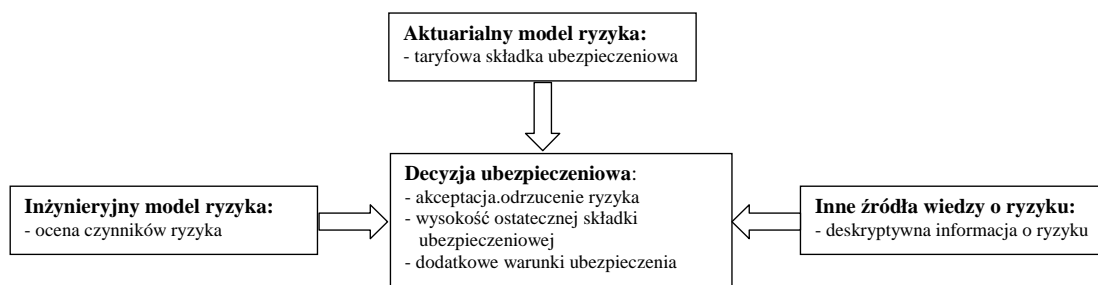 Aktuarialny model ryzyka:
- taryfowa składka ubezpieczeniowa
Inżynieryjny model ryzyka:
- ocena czynników ryzyka
Decyzja ubezpieczeniowa:
- akceptacja.odrzucenie ryzyka
- wysokość ostatecznej składki
ubezpieczeniowej
- dodatkowe warunki ubezpieczenia
Inne źródła wiedzy o ryzyku:
- deskryptywna informacja o ryzyku